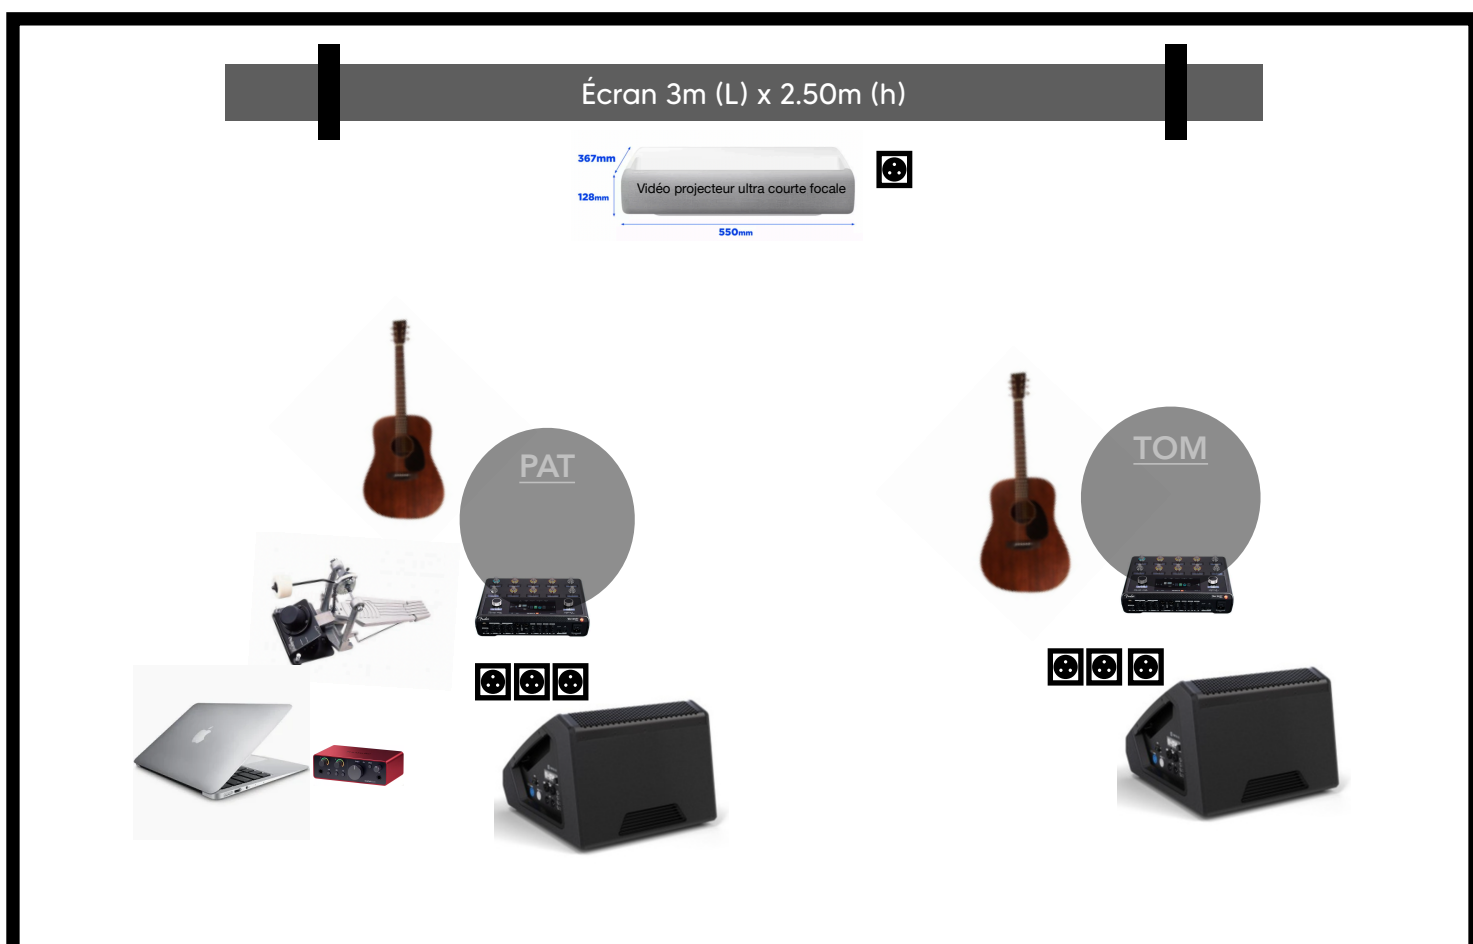 Écran 3m (L) x 2.50m (h)
367mm
Vidéo projecteur ultra courte focale
128mm
550mm
PAT
TOM